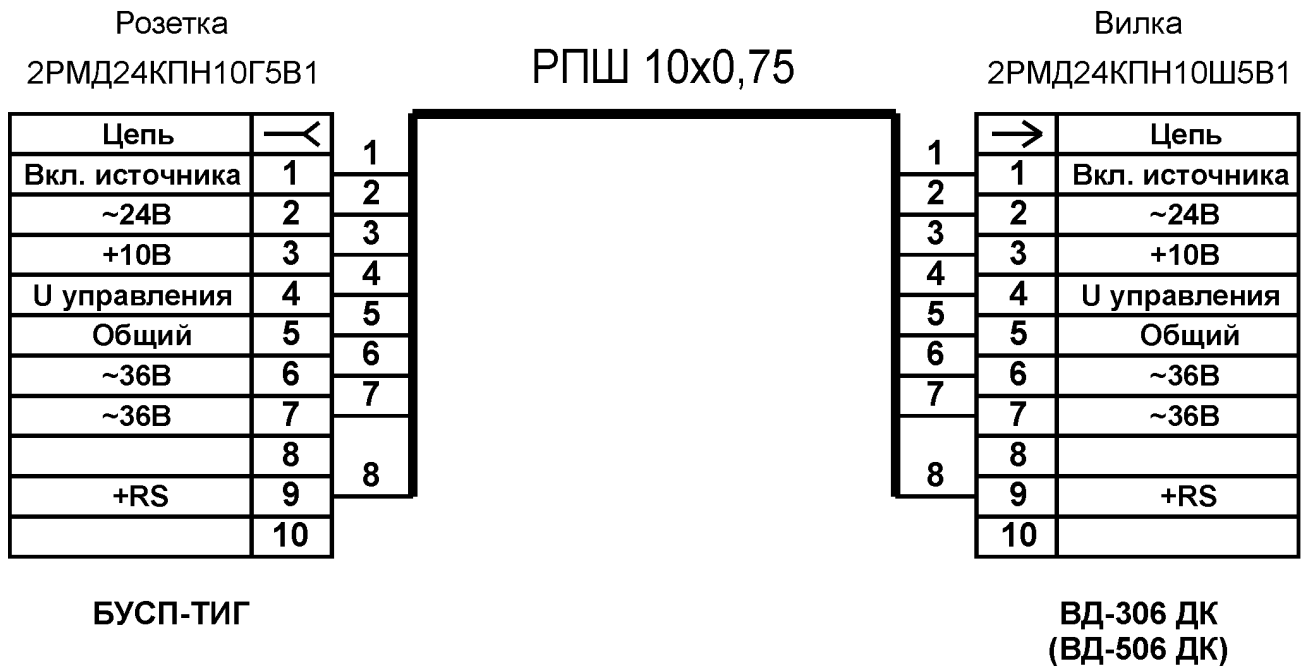 Розетка
2РМД24КПН10Г5В1
РПШ 10x0,75
Вилка
2РМД24КПН10Ш5В1
Цепь
Вкл. источника 1
~24В 2
+10В 3
U управления 4
Общий 5
~36В 6
~36В 7
8
+RS 9
10
1
2
3
4
5
6
7
8
1
2
3
4
5
6
7
8
Цепь
1 Вкл. источника
2 ~24В
3 +10В
4 U управления
5 Общий
6 ~36В
7 ~36В
8
9 +RS
10
БУСП-ТИГ
ВД-306 ДК
(ВД-506 ДК)